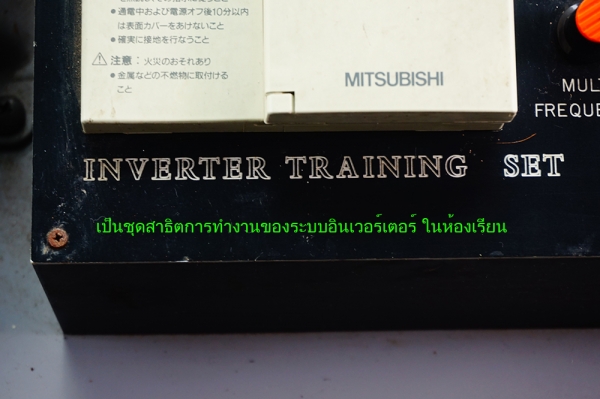 ●通電中および電源オフ後10分以内
は表面カバーをあけないこと
●確実に接地を行なうこと
⚠注意：火災のおそれあり
●金属などの不燃物に取付ける
こと
MITSUBISHI
MULT
FREQUE
INVERTER TRAINING SET
เป็นชุดสาธิตการทำงานของระบบอินเวอร์เตอร์ ในห้องเรียน